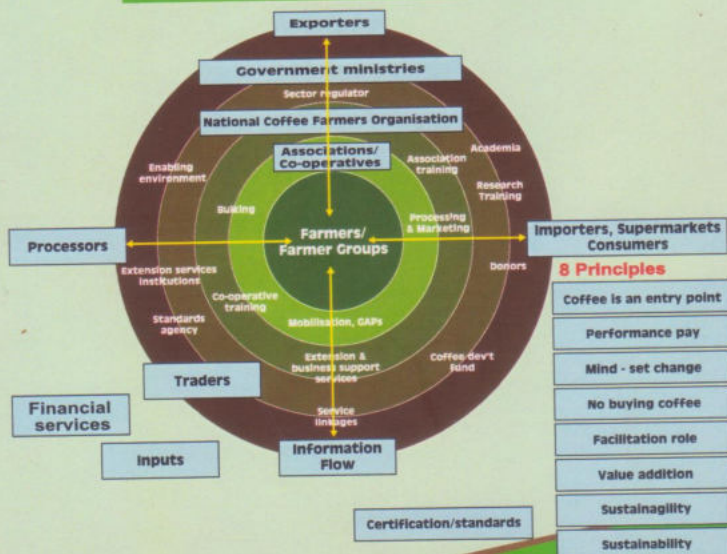 Exporters
Government ministries
Sector regulator
National Coffee Farmers Organisation
Associations/
Co-operatives
Academia
Association
training
Enabling
environment
Research
Training
Bulking
Farmers/
Farmer Groups
Processing
& Marketing
Processors
Importers, Supermarkets
Consumers
Extension services
institutions
Donors
Co-operative
training
Standards
agency
Mobilisation, GAPs
Extension &
business support
services
Coffee dev't
fund
Traders
Financial
services
Service
linkages
Inputs
Information
Flow
Certification/standards
8 Principles
Coffee is an entry point
Performance pay
Mind - set change
No buying coffee
Facilitation role
Value addition
Sustainagility
Sustainability